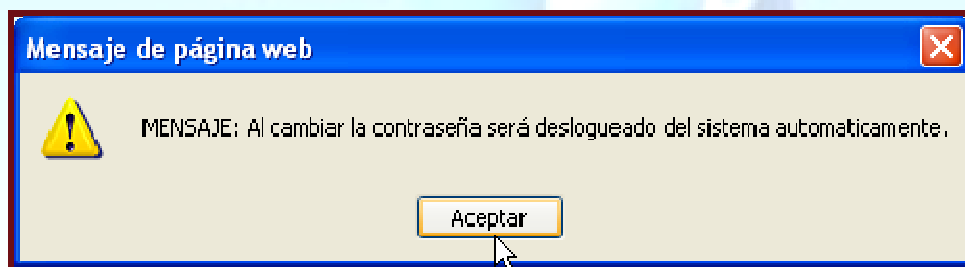 Mensaje de página web
MENSAJE: Al cambiar la contraseña será deslogueado del sistema automaticamente.
Aceptar